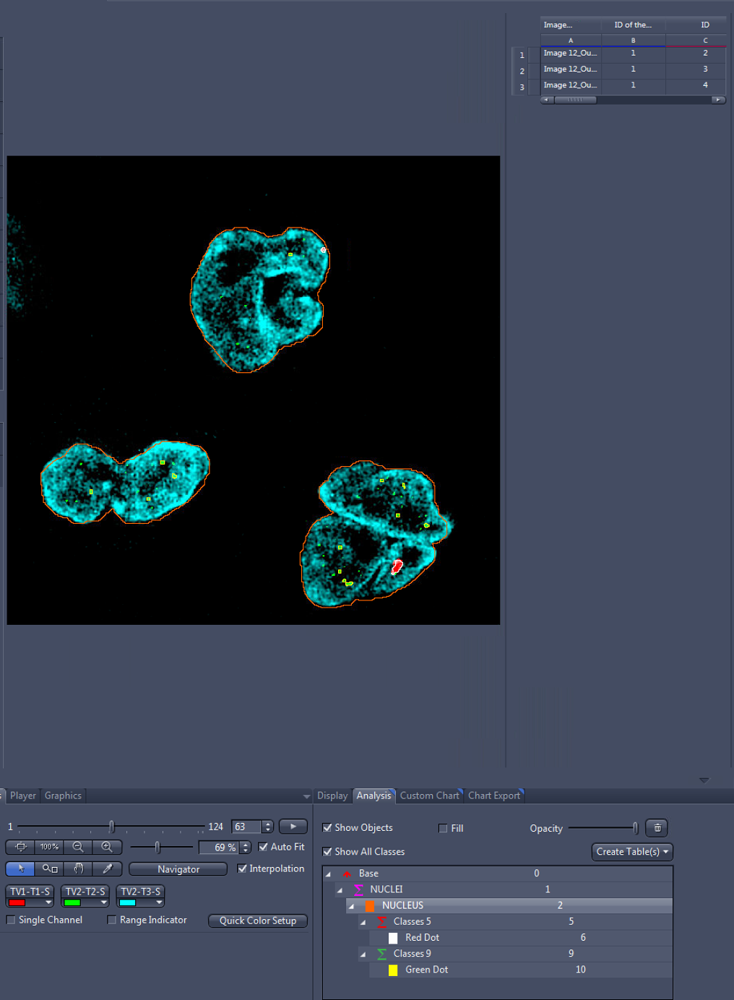 Image... ID of the... ID
A B C
1 Image 12_Ou... 1 2
2 Image 12_Ou... 1 3
3 Image 12_Ou... 1 4
s Player Graphics
Display Analysis Custom Chart Chart Export
1 124 63
100%
69 % Auto Fit
Navigator Interpolation
TV1-T1-S TV2-T2-S TV2-T3-S
Single Channel Range Indicator Quick Color Setup
Show Objects Fill Opacity
Show All Classes Create Table(s)
Base 0
NUCLEI 1
NUCLEUS 2
Classes 5 5
Red Dot 6
Classes 9 9
Green Dot 10